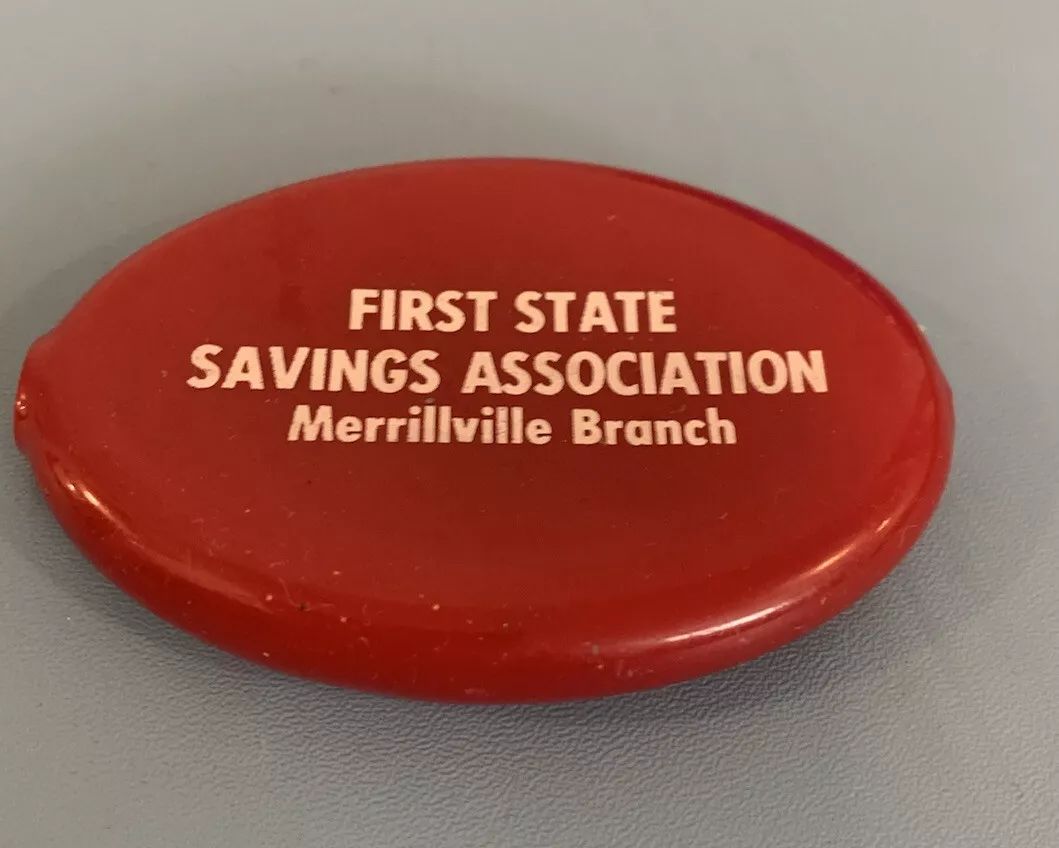 FIRST STATE
SAVINGS ASSOCIATION
Merrillville Branch